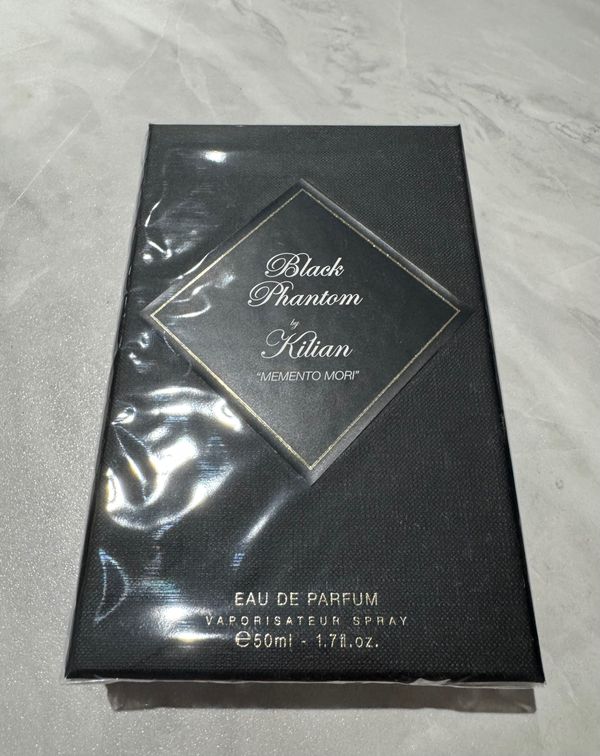 Black
Phantom
by
Kilian
“MEMENTO MORI”
EAU DE PARFUM
VAPORISATEUR SPRAY
℮50ml - 1.7fl.oz.